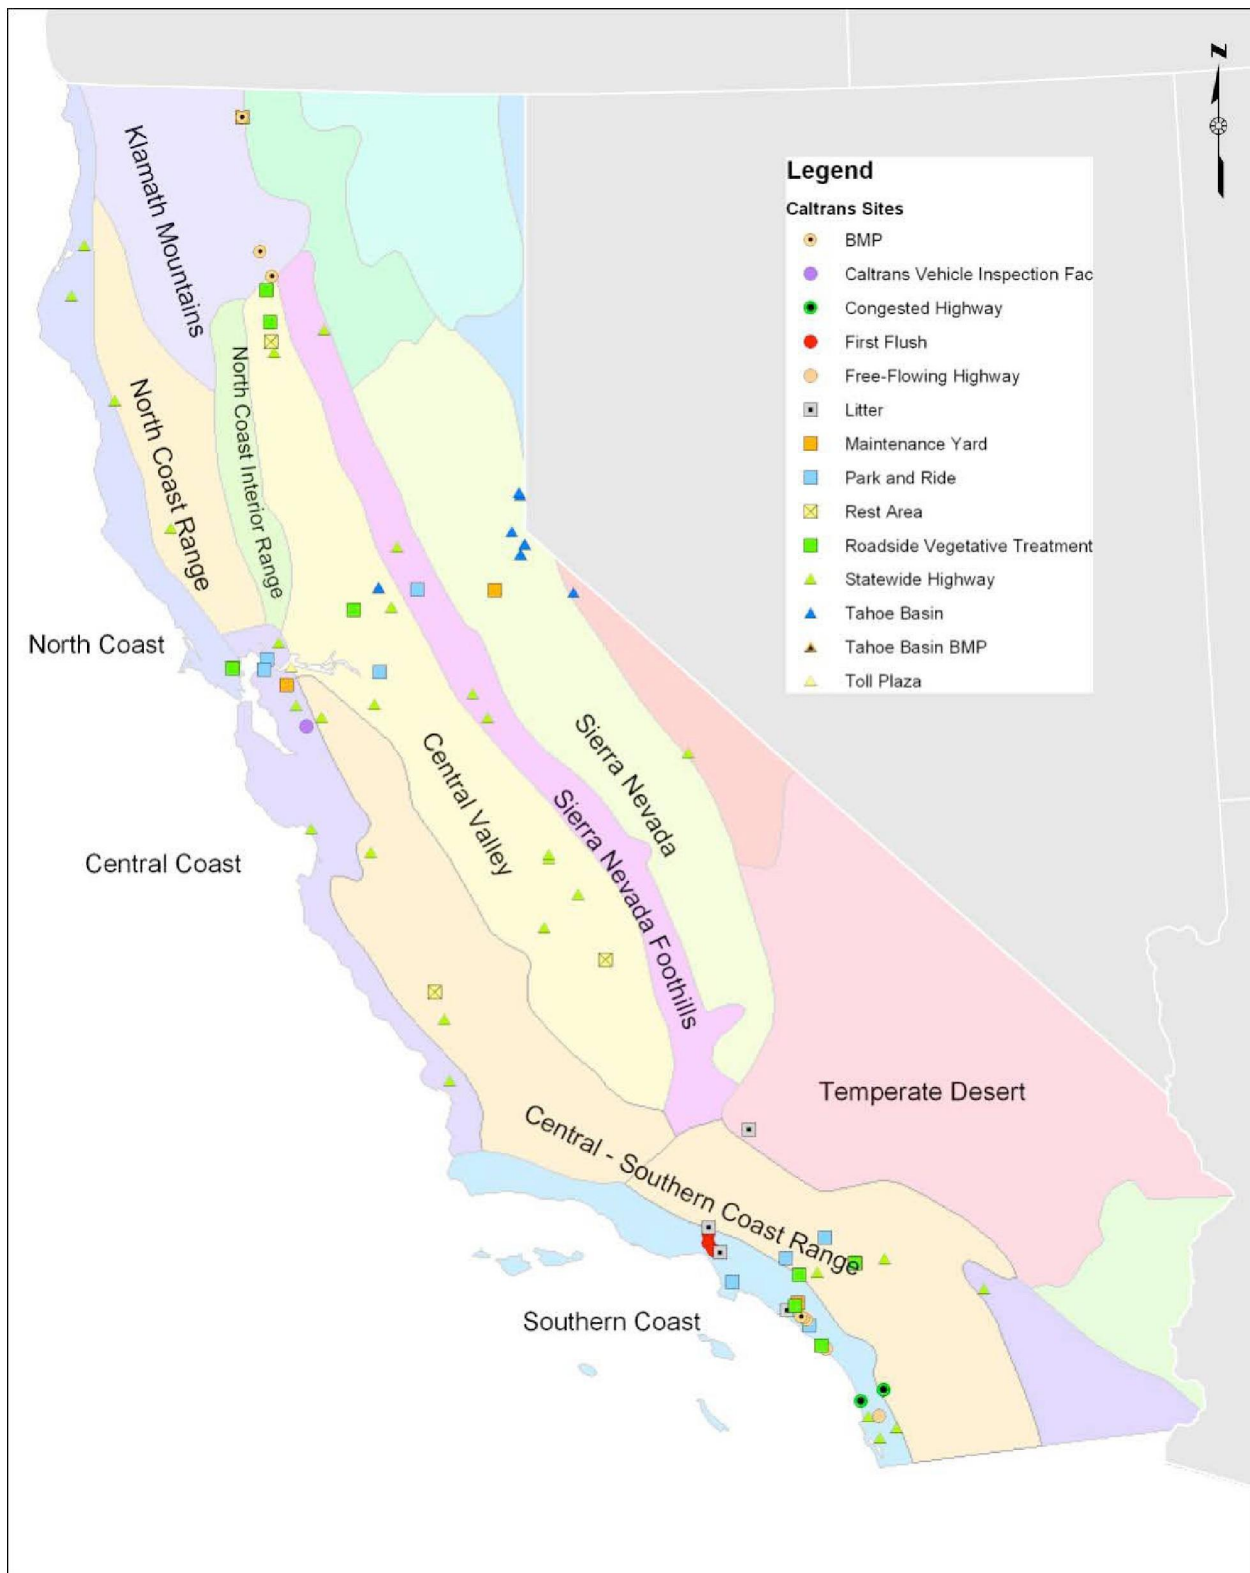 N
Klamath Mountains
Legend
Caltrans Sites
BMP
Caltrans Vehicle Inspection Fac
Congested Highway
First Flush
Free-Flowing Highway
Litter
Maintenance Yard
Park and Ride
Rest Area
Roadside Vegetative Treatment
Statewide Highway
Tahoe Basin
Tahoe Basin BMP
Toll Plaza
North Coast Range
North Coast Interior Range
North Coast
Central Valley
Sierra Nevada
Sierra Nevada Foothills
Central Coast
Temperate Desert
Central - Southern Coast Range
Southern Coast